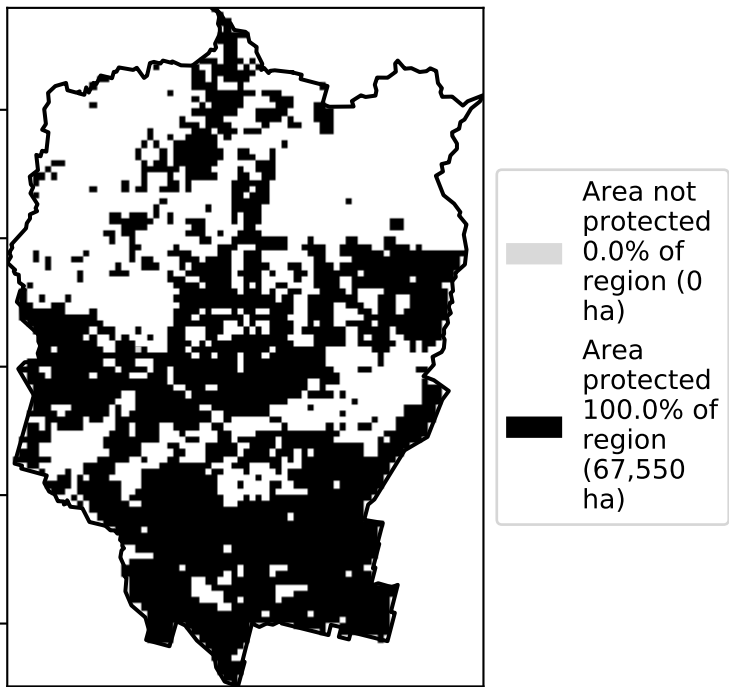 Area not
protected
0.0% of
region (0
ha)
Area
protected
100.0% of
region
(67,550
ha)